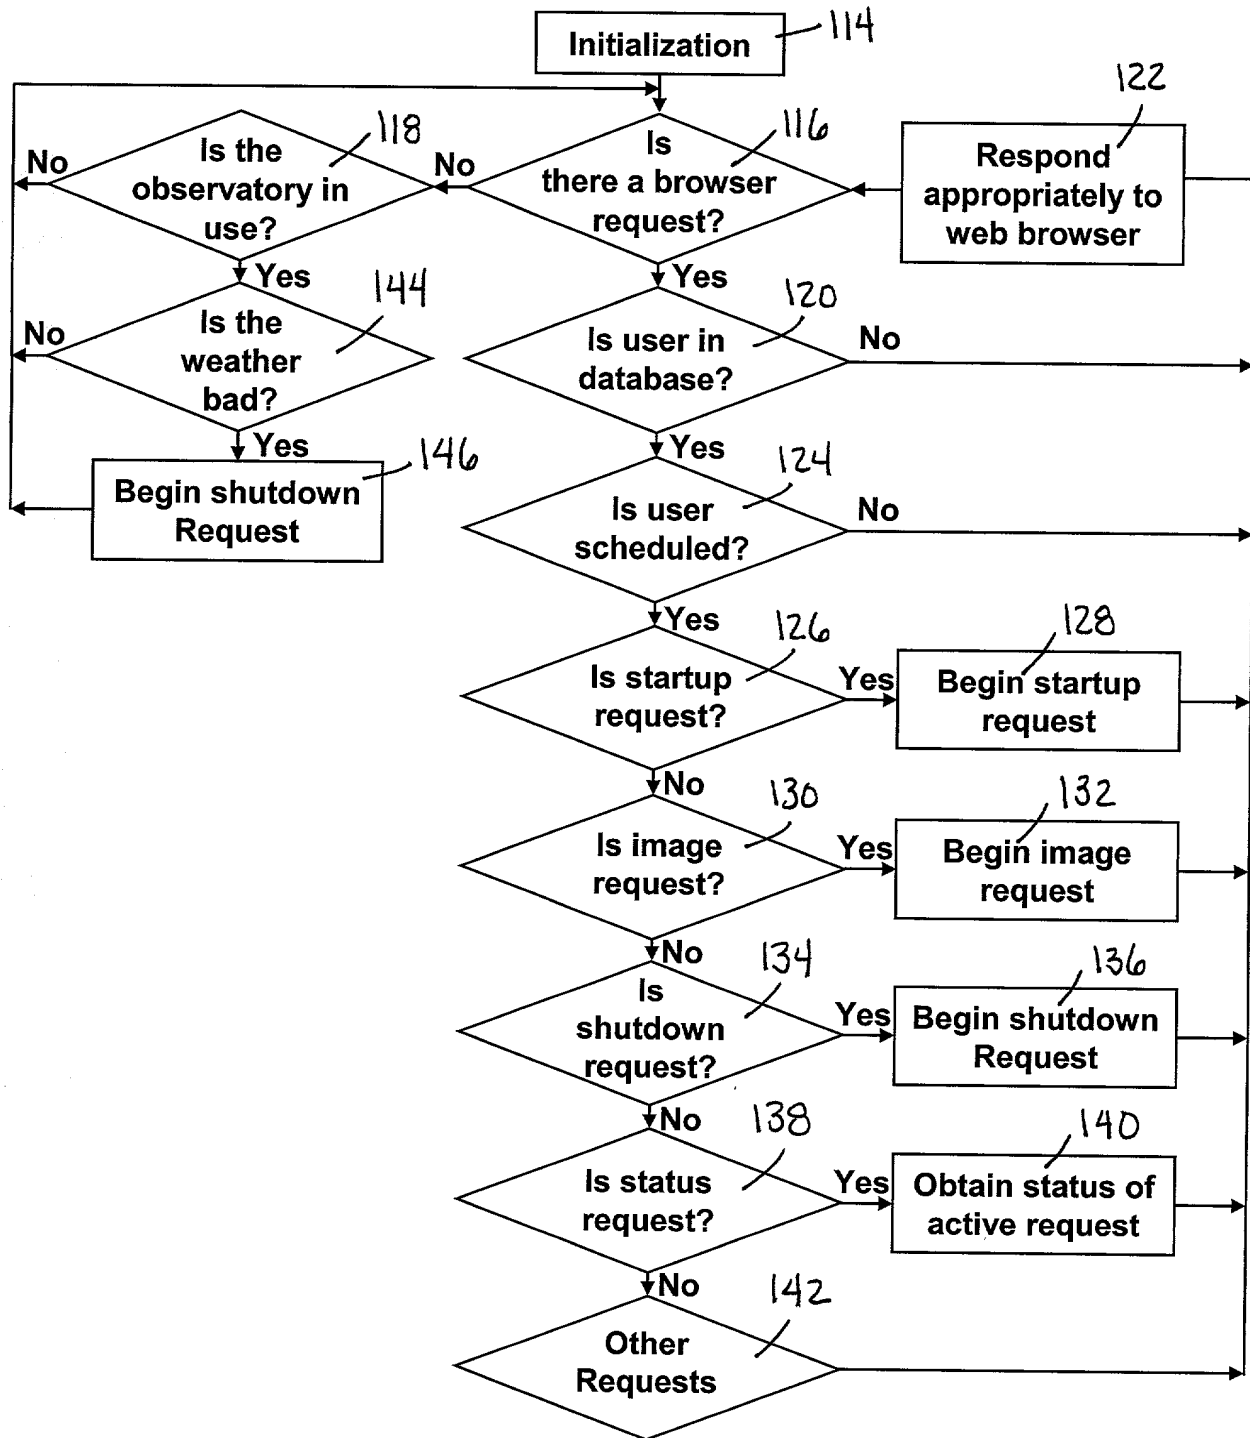 Initialization
114
Is
there a browser
request?
116
No
Yes
Is the
observatory in
use?
118
No
Yes
Respond
appropriately to
web browser
122
Is the
weather
bad?
144
No
Yes
Begin shutdown
Request
146
Is user in
database?
120
No
Yes
Is user
scheduled?
124
No
Yes
Is startup
request?
126
Yes
No
Begin startup
request
128
Is image
request?
130
Yes
No
Begin image
request
132
Is
shutdown
request?
134
Yes
No
Begin shutdown
Request
136
Is status
request?
138
Yes
No
Obtain status of
active request
140
Other
Requests
142